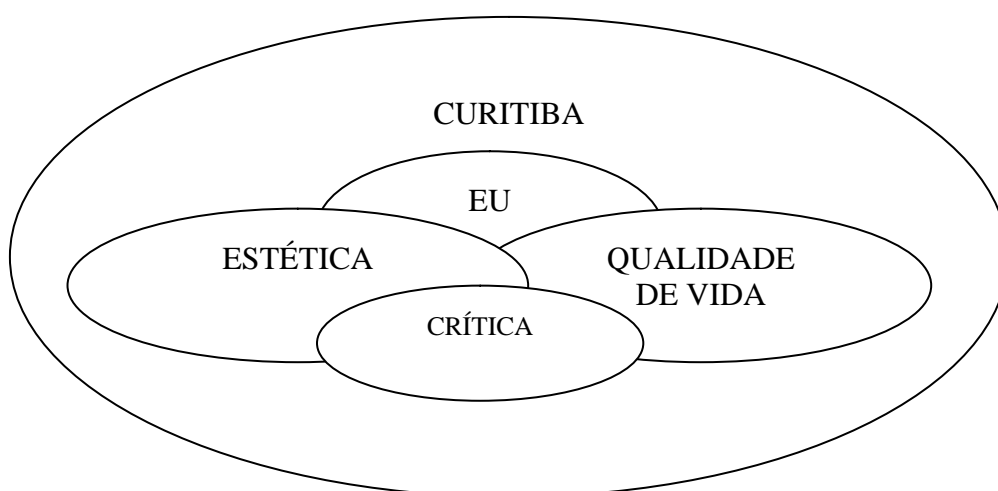 CURITIBA
EU
ESTÉTICA
QUALIDADE
DE VIDA
CRÍTICA